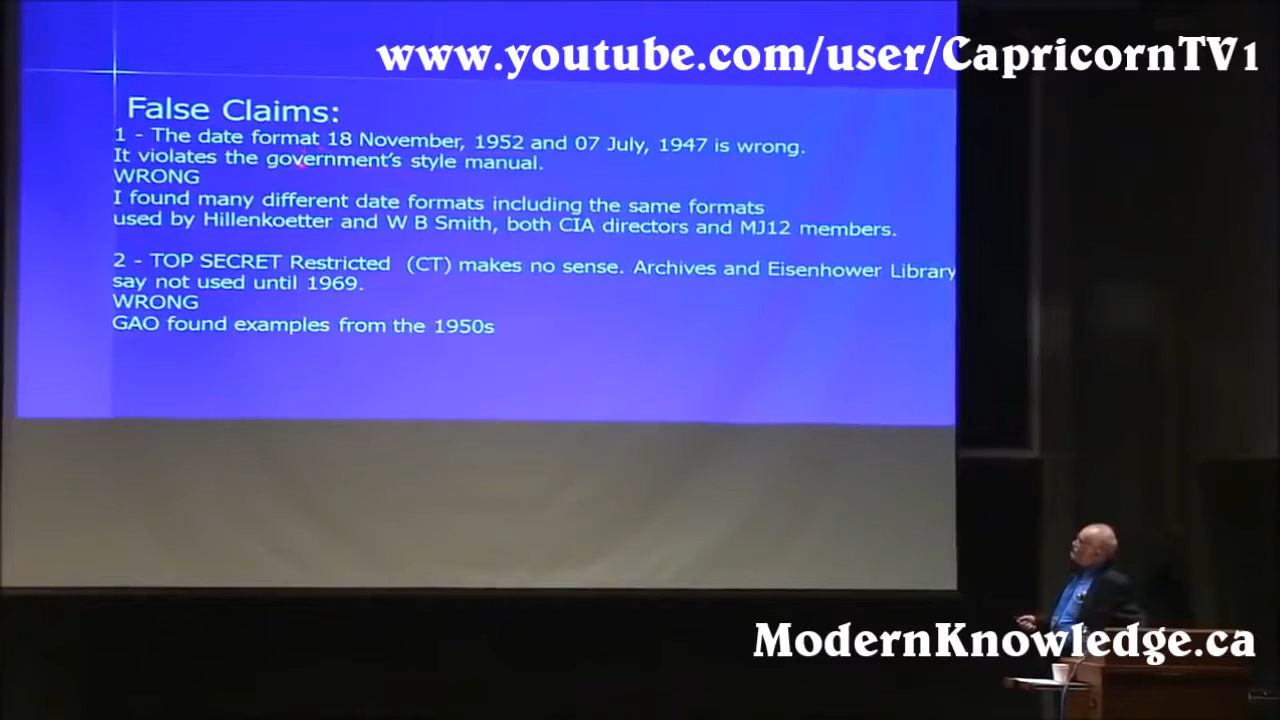 www.youtube.com/user/CapricornTV1
False Claims:
1 - The date format 18 November, 1952 and 07 July, 1947 is wrong.
It violates the government's style manual.
WRONG
I found many different date formats including the same formats
used by Hillenkoetter and W B Smith, both CIA directors and MJ12 members.
2 - TOP SECRET Restricted (CT) makes no sense. Archives and Eisenhower Library
say not used until 1969.
WRONG
GAO found examples from the 1950s
ModernKnowledge.ca